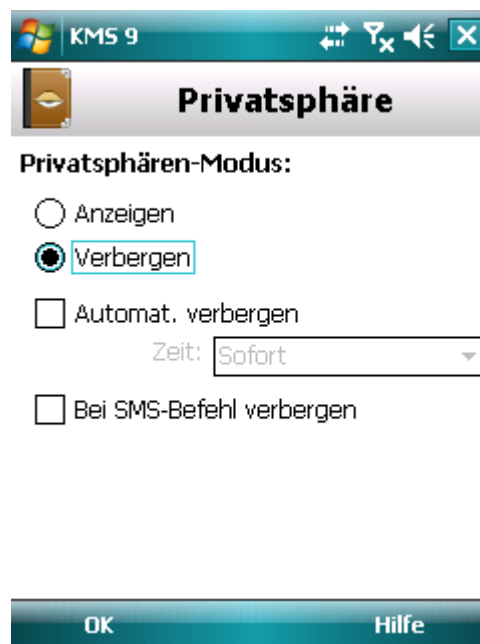 KMS 9
Privatsphäre
Privatsphären-Modus:
Anzeigen
Verbergen
Automat. verbergen
Zeit: Sofort
Bei SMS-Befehl verbergen
OK Hilfe